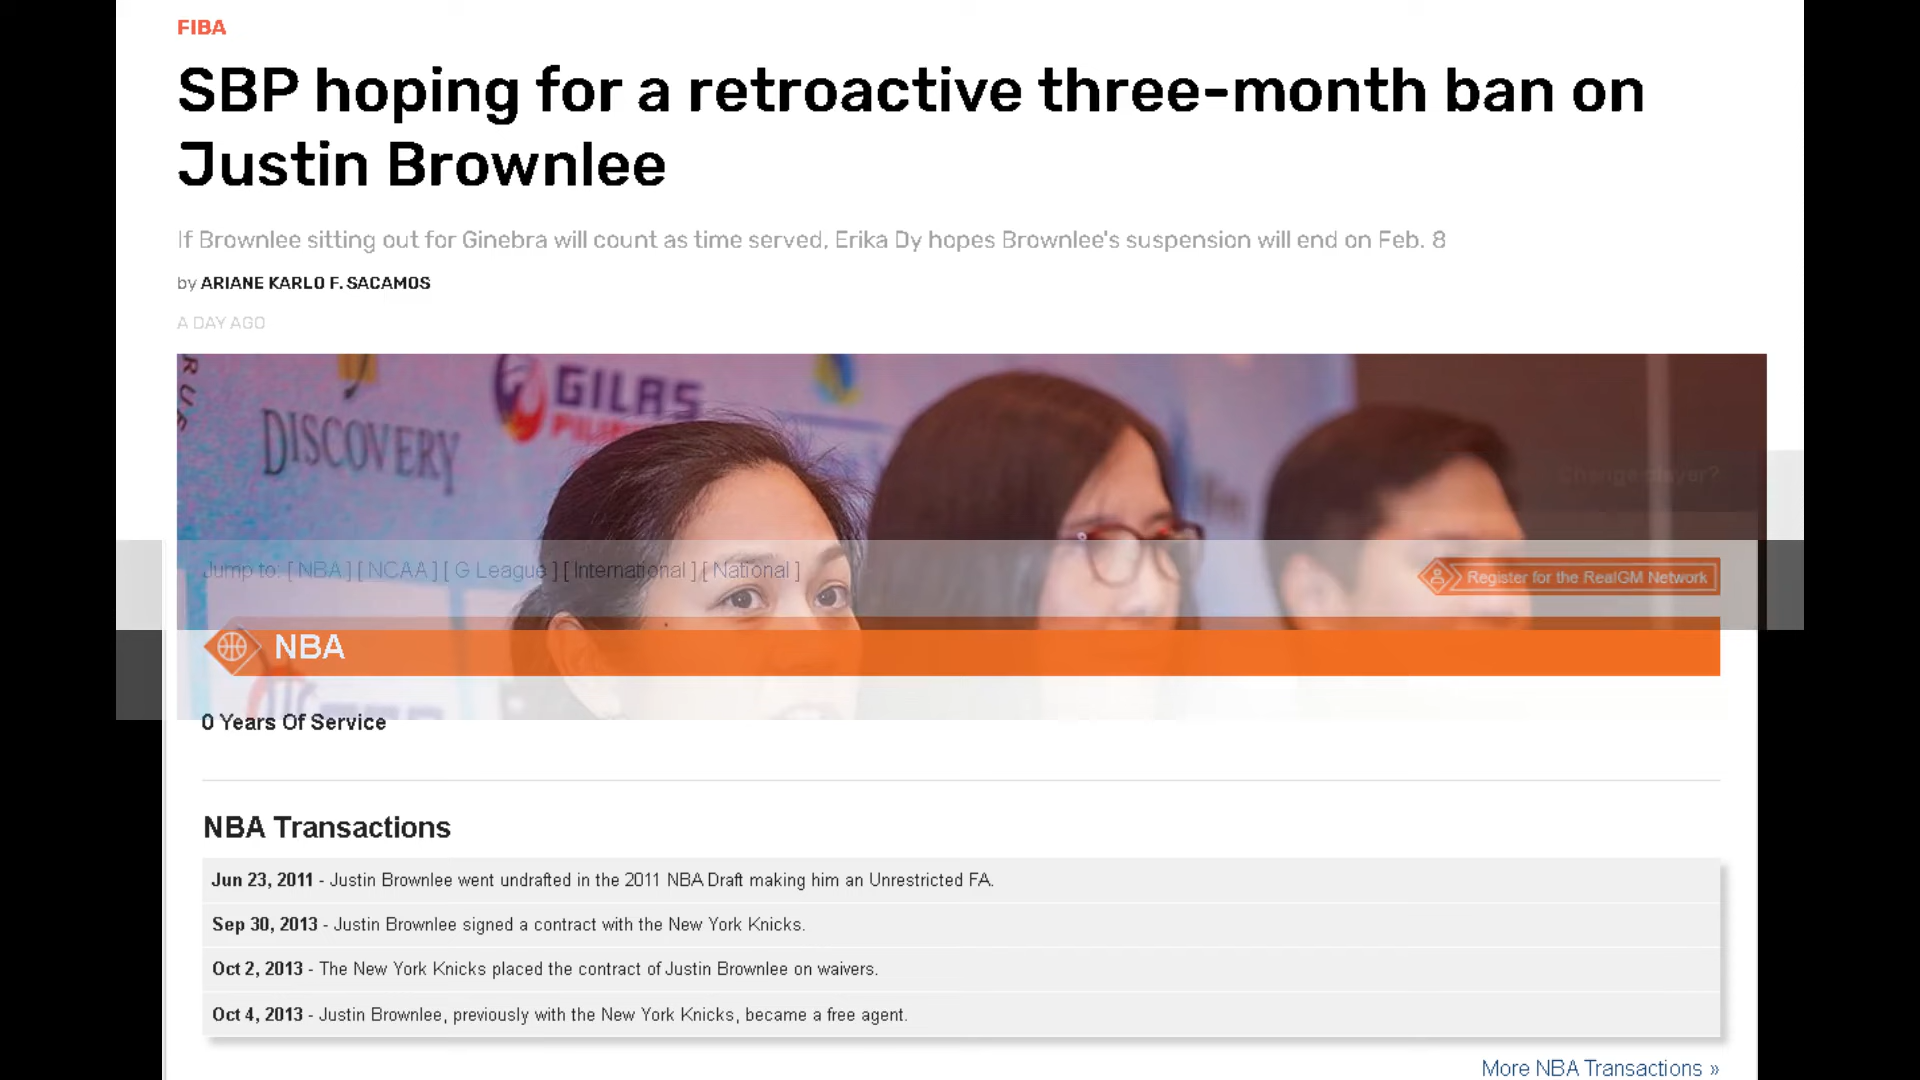 FIBA
SBP hoping for a retroactive three-month ban on
Justin Brownlee
If Brownlee sitting out for Ginebra will count as time served, Erika Dy hopes Brownlee's suspension will end on Feb. 8
by ARIANE KARLO F. SACAMOS
A DAY AGO
DISCOVERY
GILAS
Change player?
Jump to: [ NBA ] [ NCAA ] [ G League ] [ International ] [ National ]
Register for the RealGM Network
NBA
0 Years Of Service
NBA Transactions
Jun 23, 2011 - Justin Brownlee went undrafted in the 2011 NBA Draft making him an Unrestricted FA.
Sep 30, 2013 - Justin Brownlee signed a contract with the New York Knicks.
Oct 2, 2013 - The New York Knicks placed the contract of Justin Brownlee on waivers.
Oct 4, 2013 - Justin Brownlee, previously with the New York Knicks, became a free agent.
More NBA Transactions »